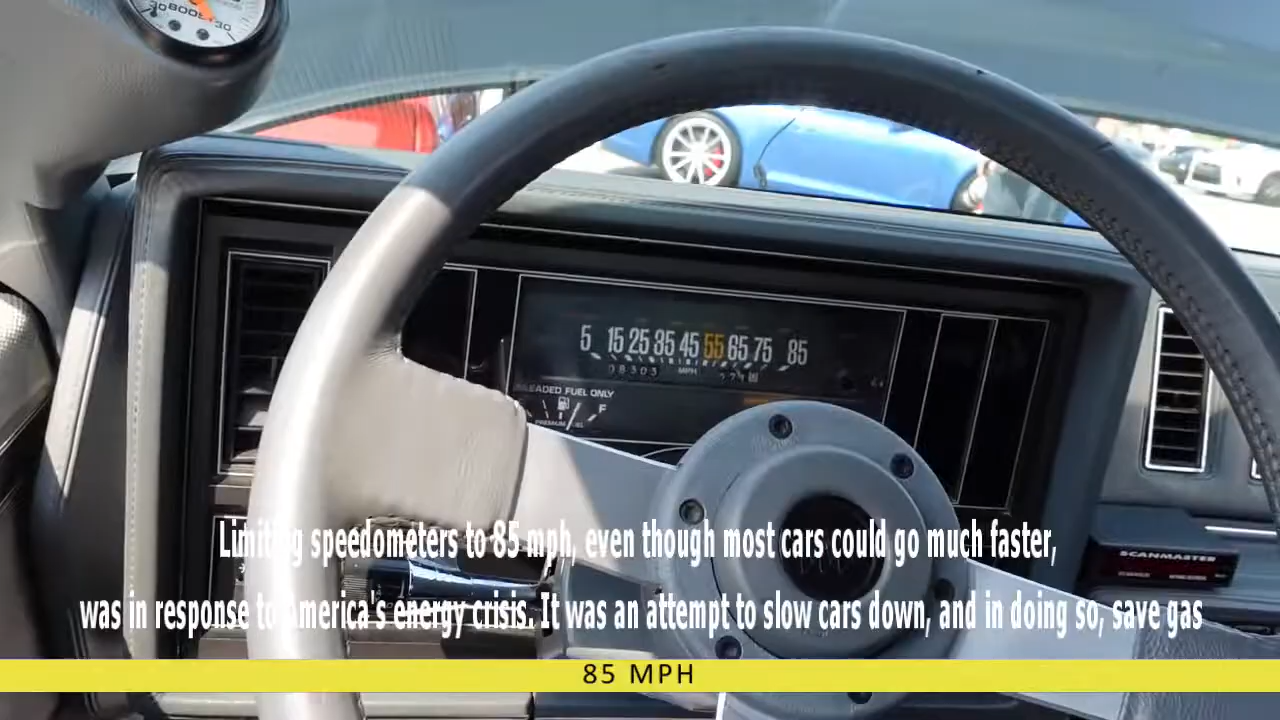 5 15 25 35 45 55 65 75 85
MPH
UNLEADED FUEL ONLY
F
Limiting speedometers to 85 mph, even though most cars could go much faster,
SCANMASTER
was in response to America's energy crisis. It was an attempt to slow cars down, and in doing so, save gas
85 MPH